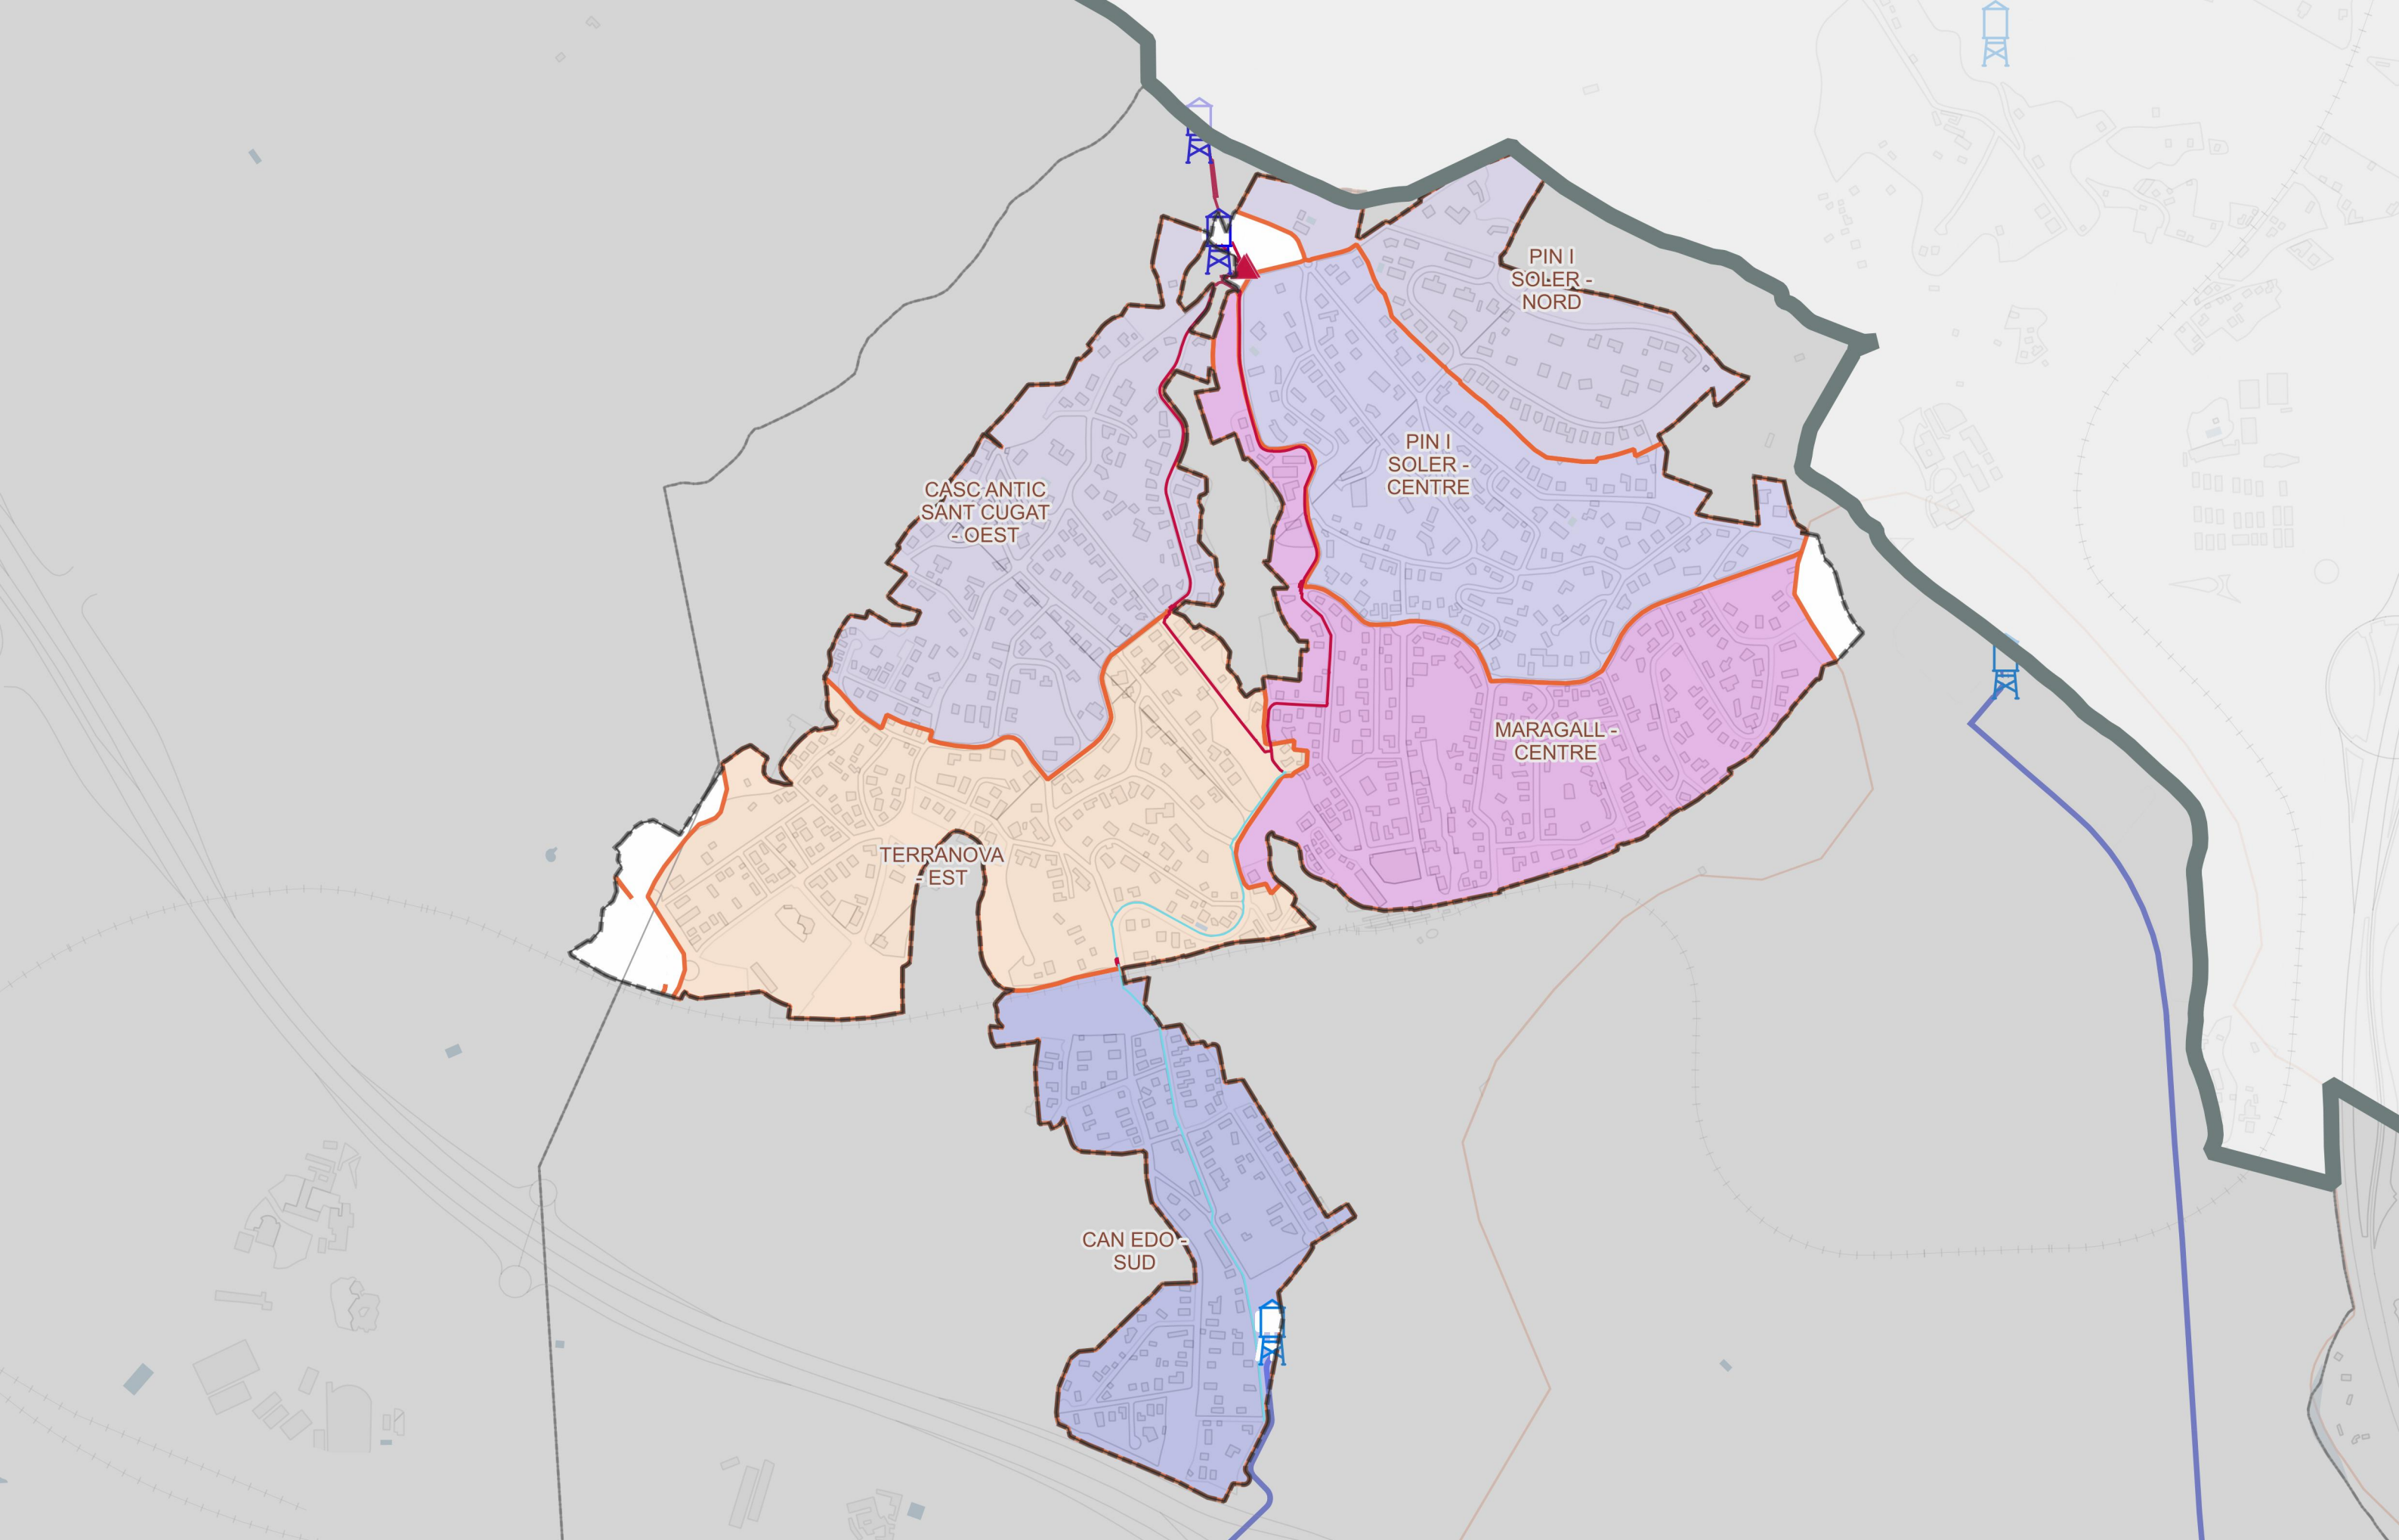 PIN I
SOLER -
NORD
PIN I
SOLER -
CENTRE
CASC ANTIC
SANT CUGAT
- OEST
MARAGALL -
CENTRE
TERRANOVA
- EST
CAN EDO -
SUD